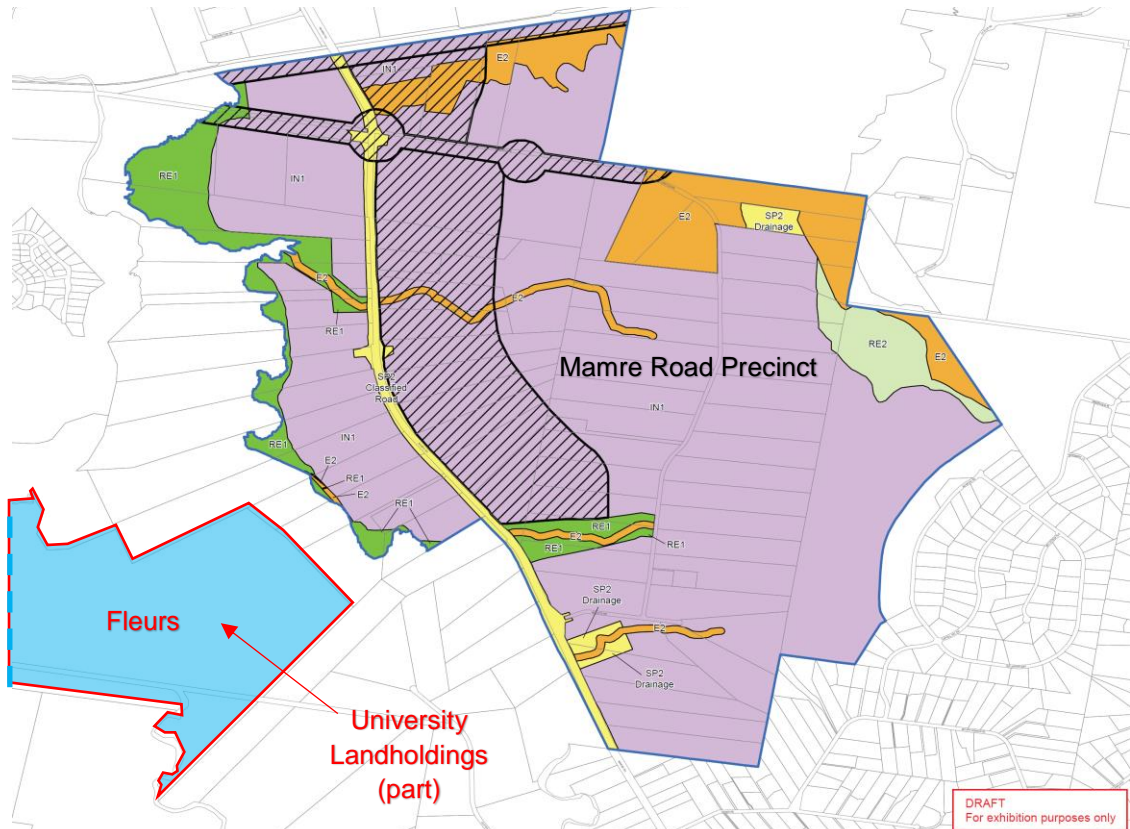 E2
IN1
RE1
IN1
E2
SP2
Drainage
E2
E2
RE1
RE2
E2
Mamre Road Precinct
SP2
Classified
Road
IN1
IN1
RE1
E2
RE1
E2
RE1
RE1
E2
RE1
RE1
SP2
Drainage
E2
SP2
Drainage
Fleurs
University
Landholdings
(part)
DRAFT
For exhibition purposes only